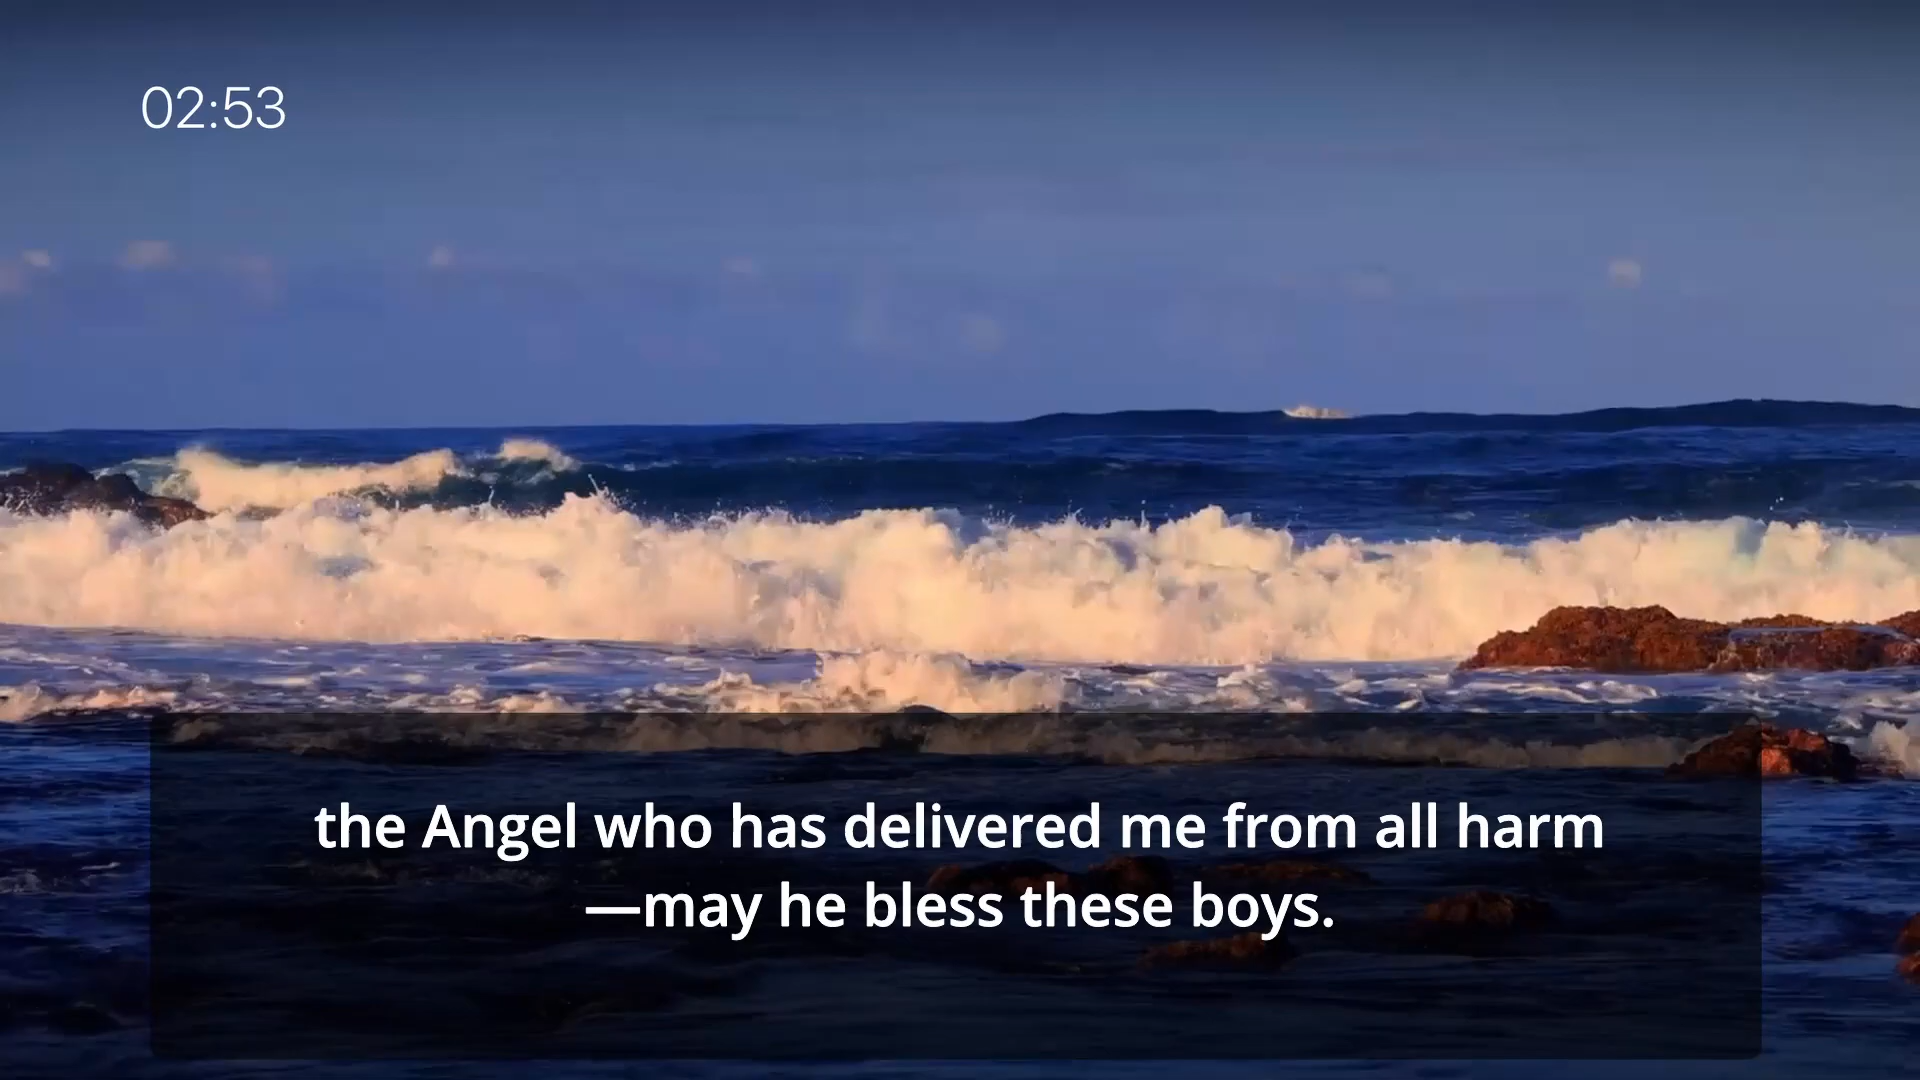 02:53
the Angel who has delivered me from all harm
—may he bless these boys.